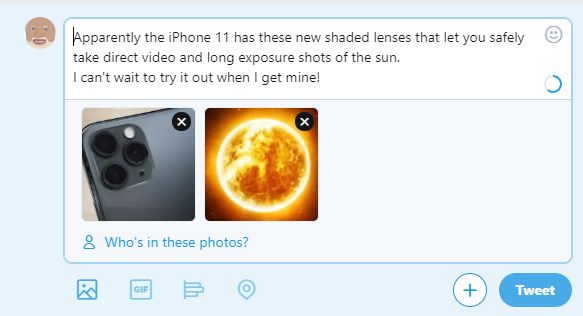 Apparently the iPhone 11 has these new shaded lenses that let you safely
take direct video and long exposure shots of the sun.
I can't wait to try it out when I get mine!
Who's in these photos?
GIF
Tweet